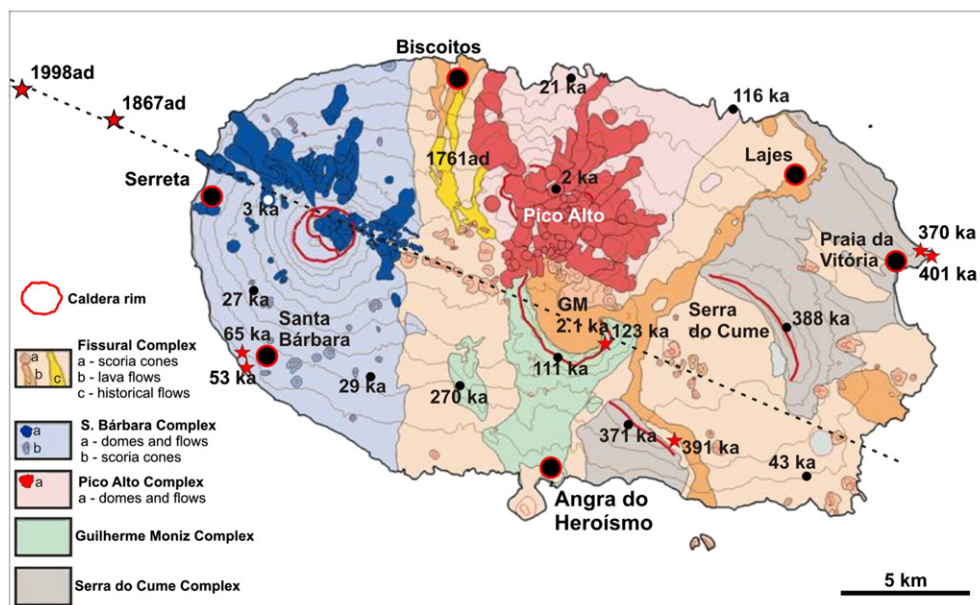 1998ad
1867ad
Biscoitos
21 ka
116 ka
1761ad
Lajes
Serreta
3 ka
2 ka
Pico Alto
370 ka
Praia da
Vitória
401 ka
Caldera rim
27 ka
GM
2.1 ka
123 ka
Serra
do Cume
388 ka
65 ka
Santa
Bárbara
53 ka
111 ka
29 ka
270 ka
371 ka
391 ka
43 ka
Angra do
Heroísmo
Fissural Complex
a
b
c
a - scoria cones
b - lava flows
c - historical flows
S. Bárbara Complex
a
b
a - domes and flows
b - scoria cones
Pico Alto Complex
a
a - domes and flows
Guilherme Moniz Complex
Serra do Cume Complex
5 km